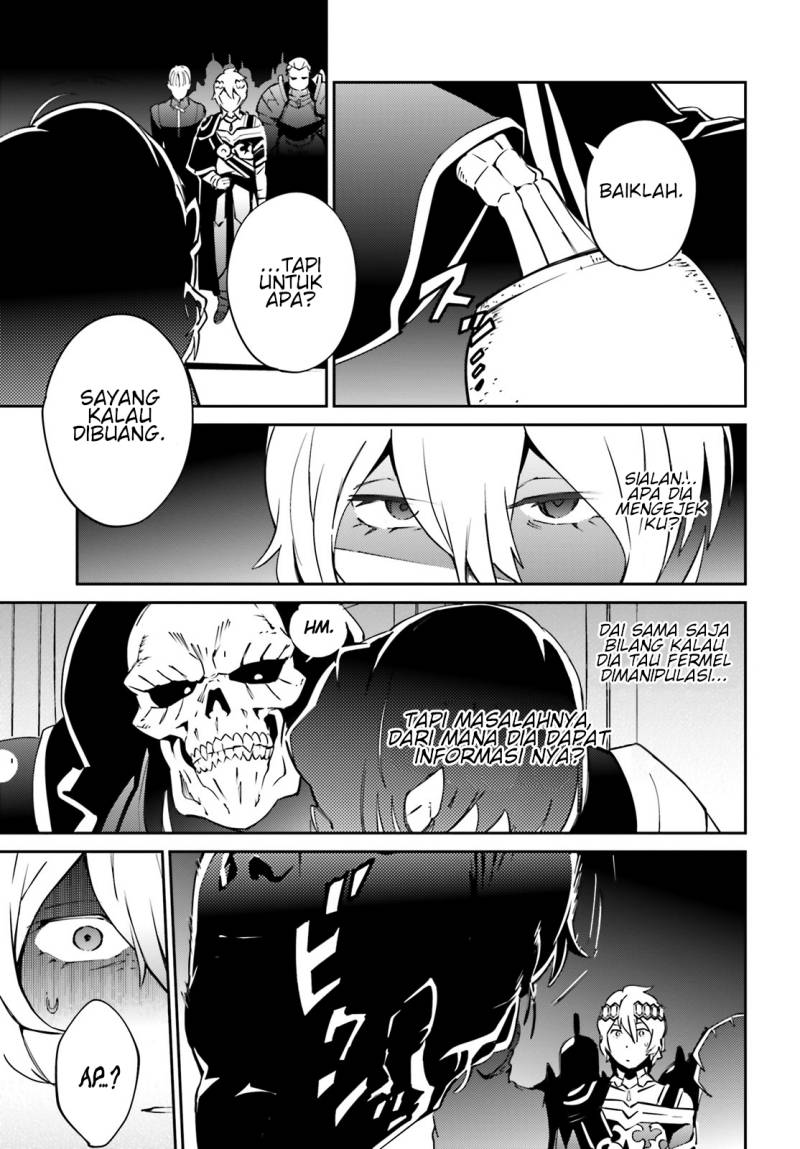 BAIKLAH.
...TAPI
UNTUK
APA?
SAYANG
KALAU
DIBUANG.
SIALAN...
APA DIA
MENGEJEK
KU?
HM.
DAI SAMA SAJA
BILANG KALAU
DIA TAU FERMEL
DIMANIPULASI...
TAPI MASALAHNYA,
DARI MANA DIA DAPAT
INFORMASI NYA?
AP...?